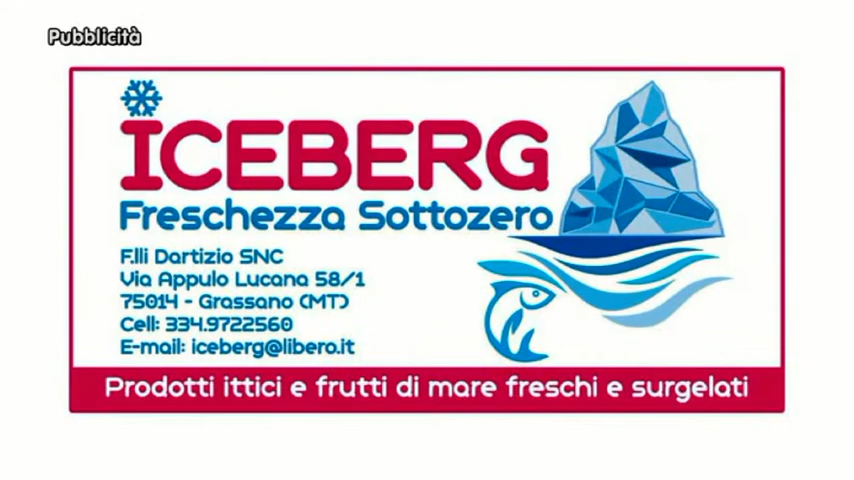 Pubblicità
ICEBERG
Freschezza Sottozero
F.lli Dartizio SNC
Via Appulo Lucana 58/1
75014 - Grassano (MT)
Cell: 334.9722560
E-mail: iceberg@libero.it
Prodotti ittici e frutti di mare freschi e surgelati